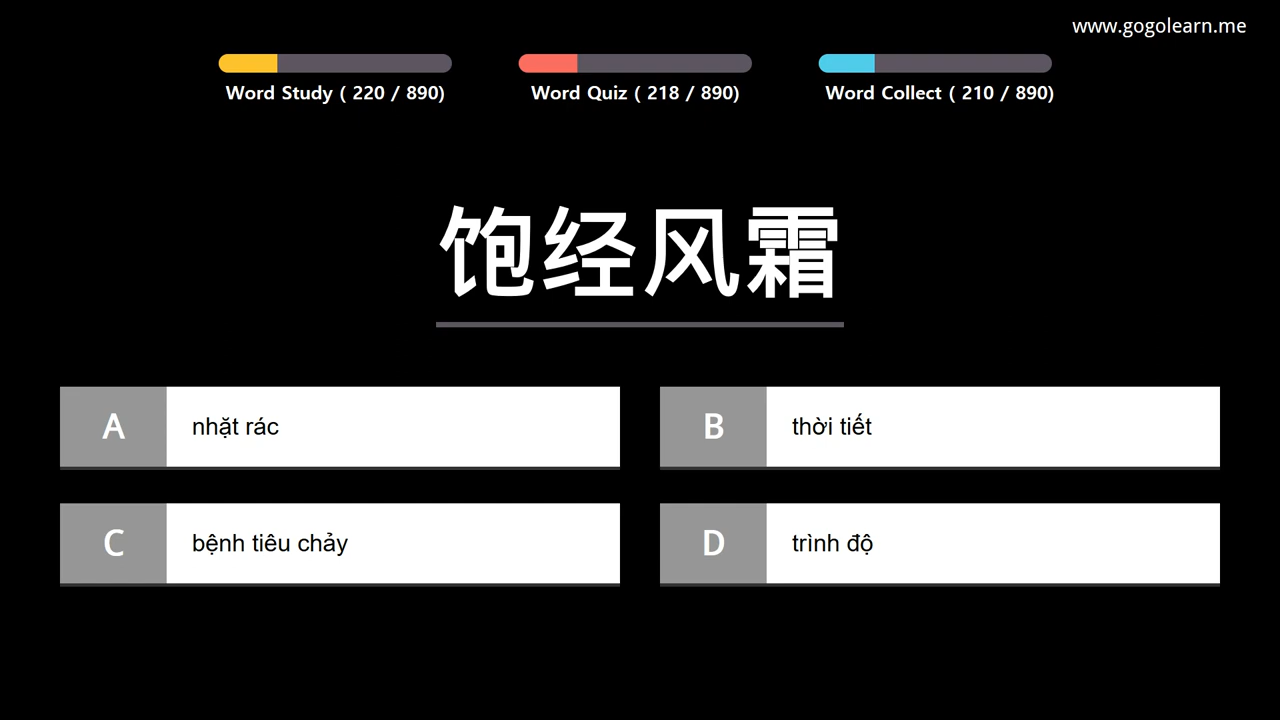 www.gogolearn.me
Word Study ( 220 / 890)
Word Quiz ( 218 / 890)
Word Collect ( 210 / 890)
饱经风霜
A nhặt rác
B thời tiết
C bệnh tiêu chảy
D trình độ